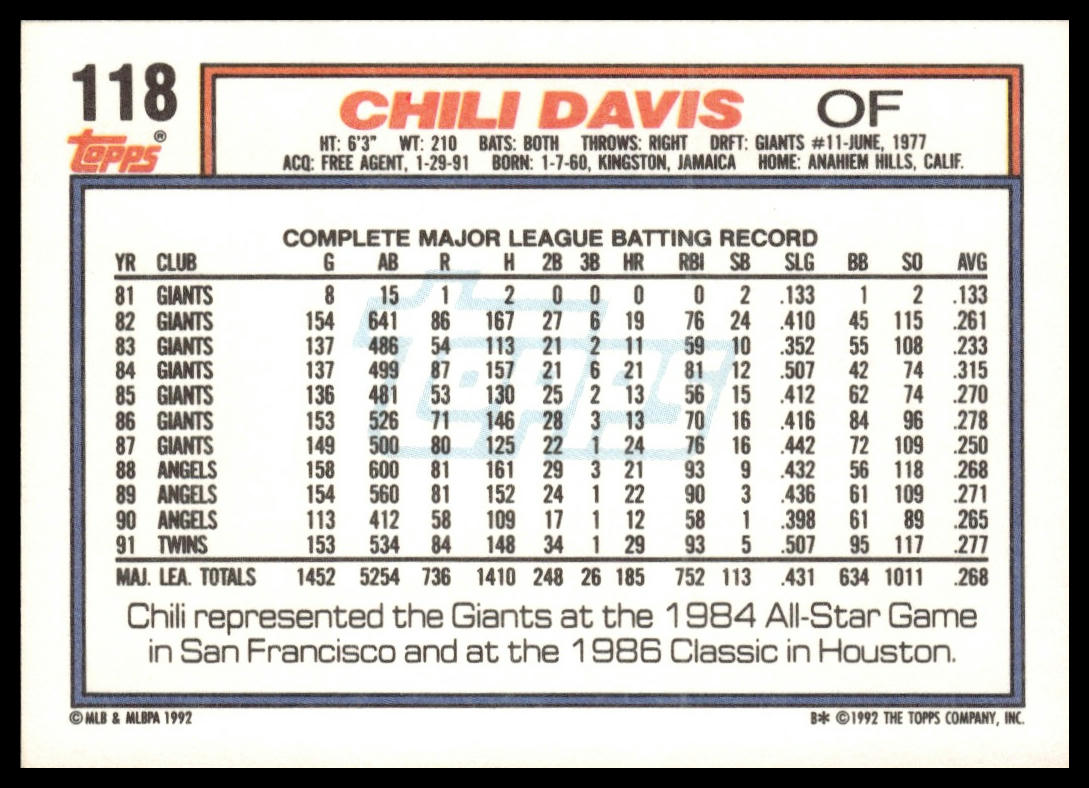 118
topps®
CHILI DAVIS OF
HT: 6'3" WT: 210 BATS: BOTH THROWS: RIGHT DRFT: GIANTS #11-JUNE, 1977
ACQ: FREE AGENT, 1-29-91 BORN: 1-7-60, KINGSTON, JAMAICA HOME: ANAHIEM HILLS, CALIF.
COMPLETE MAJOR LEAGUE BATTING RECORD
YR CLUB G AB R H 2B 3B HR RBI SB SLG BB SO AVG
81 GIANTS 8 15 1 2 0 0 0 0 2 .133 1 2 .133
82 GIANTS 154 641 86 167 27 6 19 76 24 .410 45 115 .261
83 GIANTS 137 486 54 113 21 2 11 59 10 .352 55 108 .233
84 GIANTS 137 499 87 157 21 6 21 81 12 .507 42 74 .315
85 GIANTS 136 481 53 130 25 2 13 56 15 .412 62 74 .270
86 GIANTS 153 526 71 146 28 3 13 70 16 .416 84 96 .278
87 GIANTS 149 500 80 125 22 1 24 76 16 .442 72 109 .250
88 ANGELS 158 600 81 161 29 3 21 93 9 .432 56 118 .268
89 ANGELS 154 560 81 152 24 1 22 90 3 .436 61 109 .271
90 ANGELS 113 412 58 109 17 1 12 58 1 .398 61 89 .265
91 TWINS 153 534 84 148 34 1 29 93 5 .507 95 117 .277
MAJ. LEA. TOTALS 1452 5254 736 1410 248 26 185 752 113 .431 634 1011 .268
topps
Chili represented the Giants at the 1984 All-Star Game
in San Francisco and at the 1986 Classic in Houston.
© MLB & MLBPA 1992 B* ©1992 THE TOPPS COMPANY, INC.